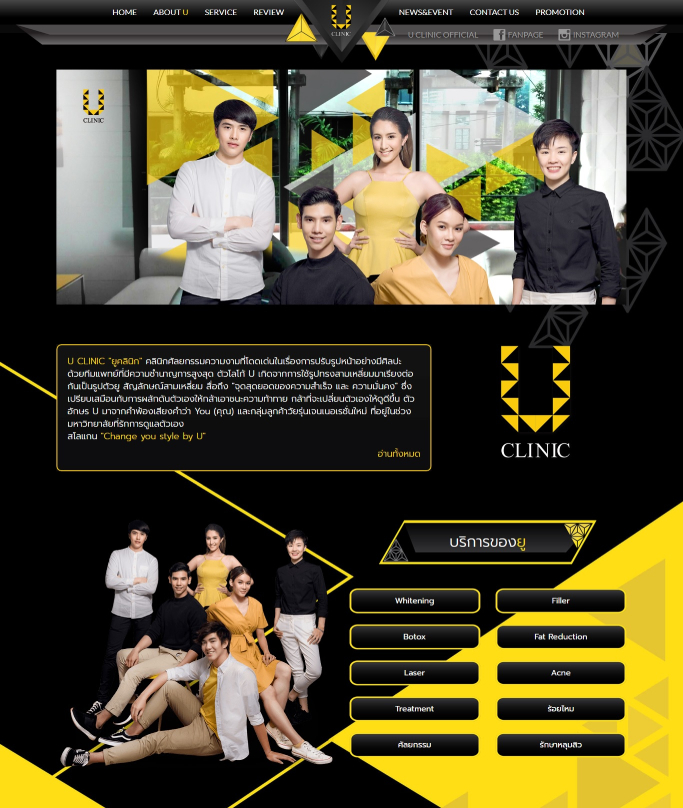 HOME ABOUT U SERVICE REVIEW NEWS&EVENT CONTACT US PROMOTION
U CLINIC
U CLINIC OFFICIAL FANPAGE INSTAGRAM
U CLINIC
U CLINIC "ยูคลินิก" คลินิกศัลยกรรมความงามที่โดดเด่นในเรื่องการปรับรูปหน้าอย่างมีศิลปะ
ด้วยทีมแพทย์ที่มีความชำนาญการสูงสุด ตัวโลโก้ U เกิดจากการใช้รูปทรงสามเหลี่ยมมาเรียงต่อ
กันเป็นรูปตัวยู สัญลักษณ์สามเหลี่ยม สื่อถึง "จุดสุดยอดของความสำเร็จ และ ความมั่นคง" ซึ่ง
เปรียบเสมือนกับการผลักดันตัวเองให้กล้าเอาชนะความท้าทาย กล้าที่จะเปลี่ยนตัวเองให้ดูดีขึ้น ตัว
อักษร U มาจากคำพ้องเสียงคำว่า You (คุณ) และกลุ่มลูกค้าวัยรุ่นเจนเนอเรชั่นใหม่ ที่อยู่ในช่วง
มหาวิทยาลัยที่รักการดูแลตัวเอง
สโลแกน "Change you style by U"
อ่านทั้งหมด
U CLINIC
บริการของยู
Whitening Filler
Botox Fat Reduction
Laser Acne
Treatment ร้อยไหม
ศัลยกรรม รักษาหลุมสิว